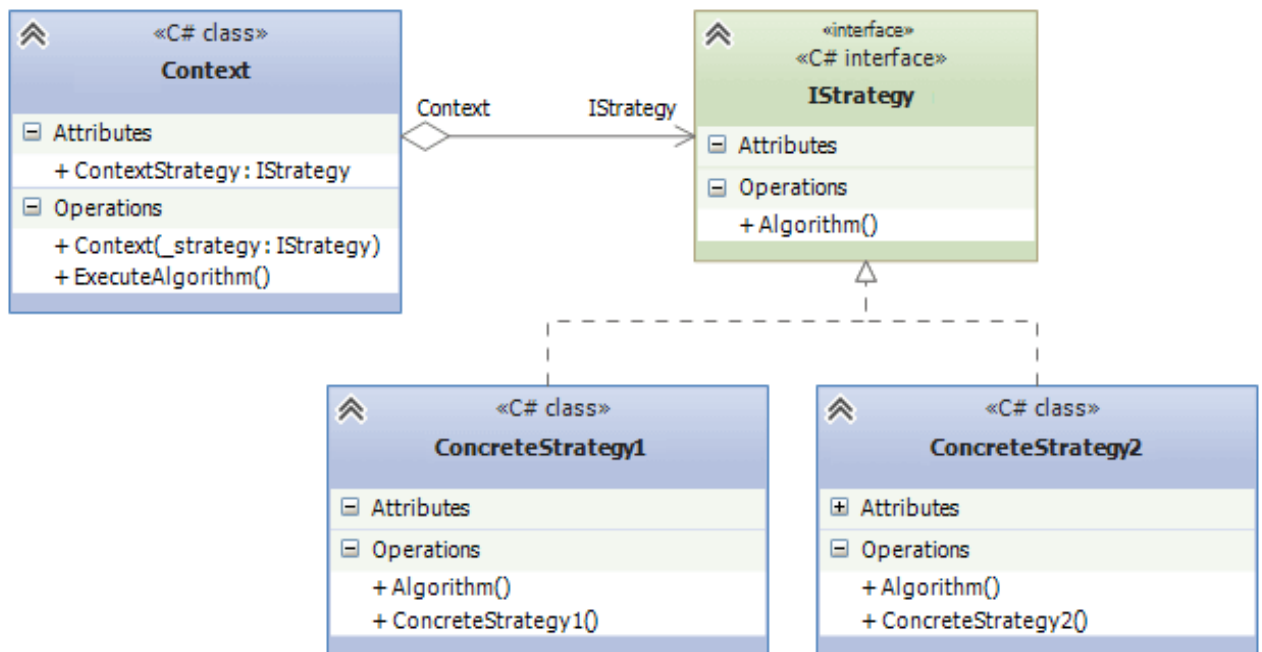 «C# class»
Context
Attributes
+ ContextStrategy : IStrategy
Operations
+ Context(_strategy : IStrategy)
+ ExecuteAlgorithm()
Context
IStrategy
«interface»
«C# interface»
IStrategy
Attributes
Operations
+ Algorithm()
«C# class»
ConcreteStrategy1
Attributes
Operations
+ Algorithm()
+ ConcreteStrategy1()
«C# class»
ConcreteStrategy2
Attributes
Operations
+ Algorithm()
+ ConcreteStrategy2()